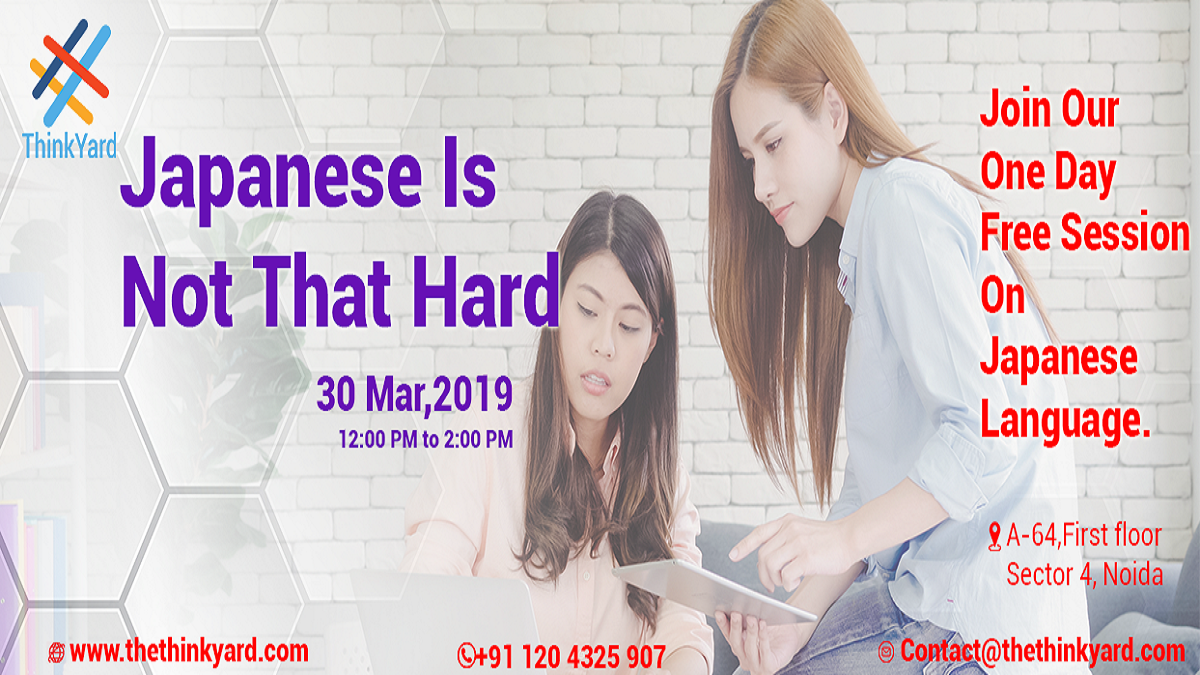 ThinkYard
Japanese Is
Not That Hard
30 Mar,2019
12:00 PM to 2:00 PM
Join Our
One Day
Free Session
On
Japanese
Language.
A-64,First floor
Sector 4, Noida
www.thethinkyard.com
+91 120 4325 907
Contact@thethinkyard.com